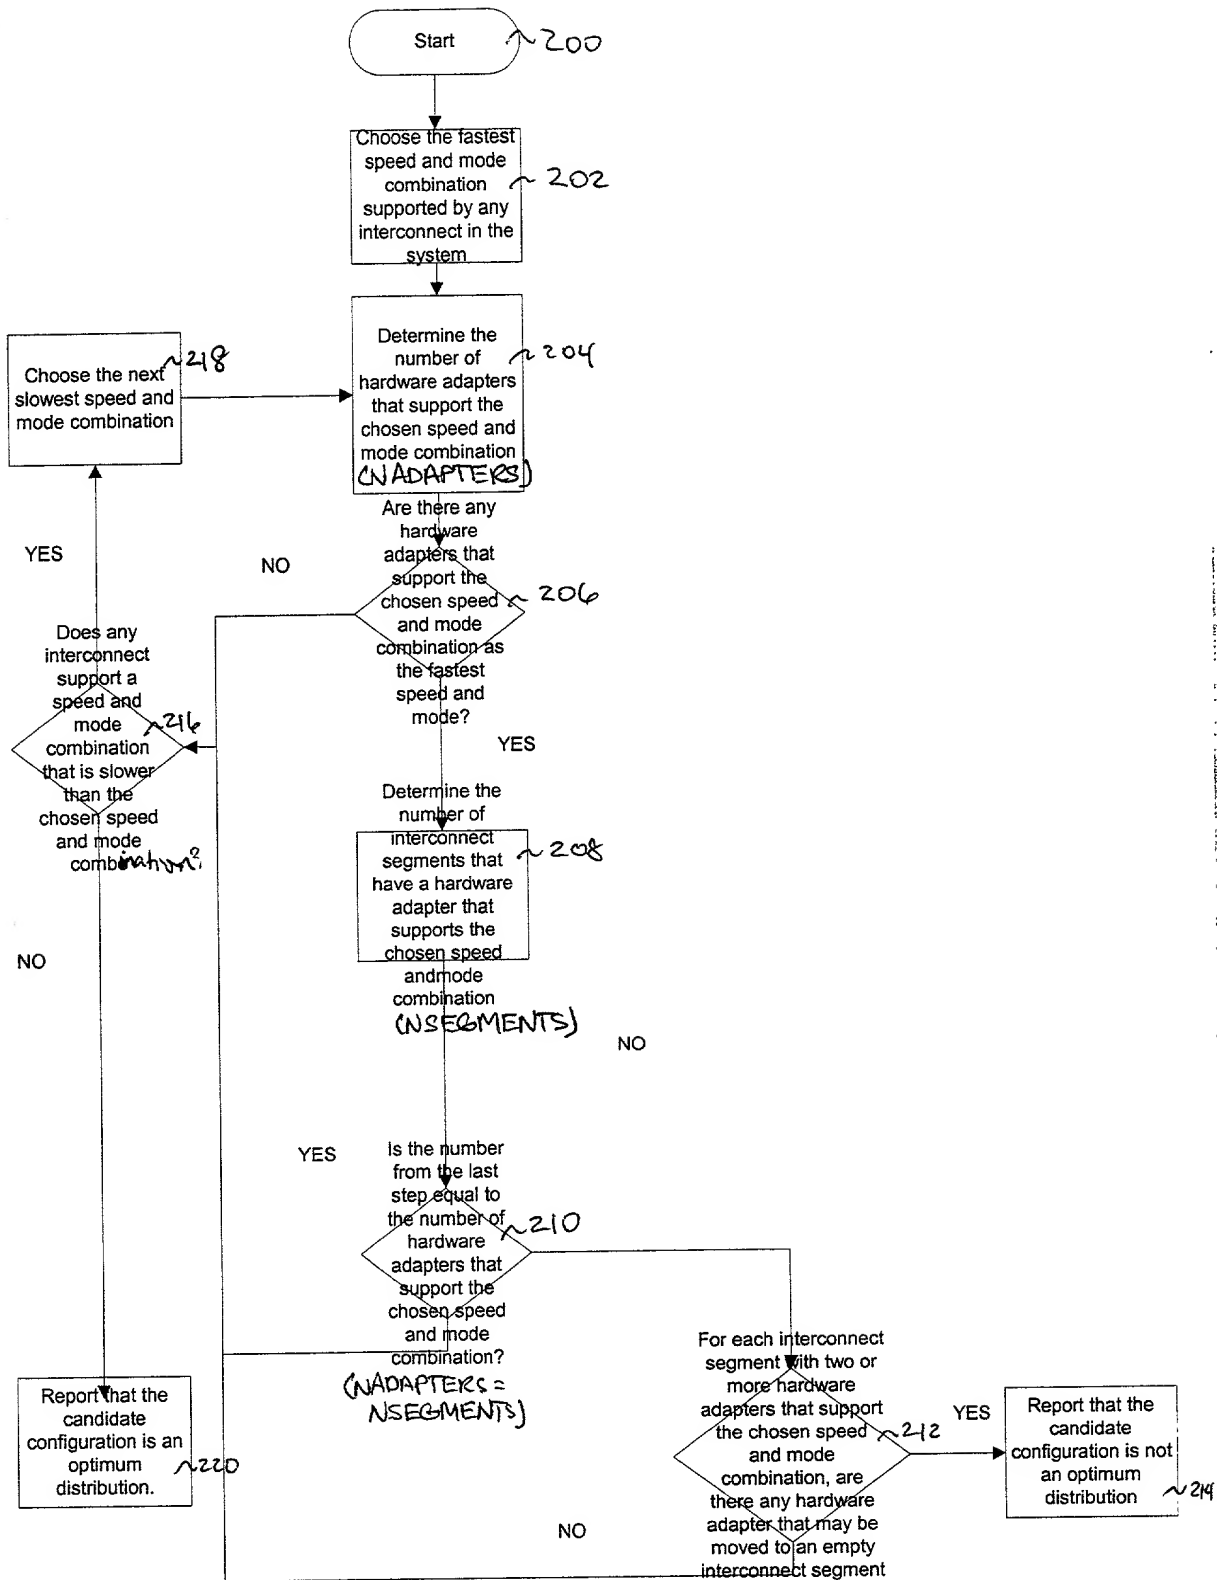 Start
200
Choose the fastest
speed and mode
combination
supported by any
interconnect in the
system
202
Determine the
number of
hardware adapters
that support the
chosen speed and
mode combination
(NADAPTERS)
204
Choose the next
slowest speed and
mode combination
218
Are there any
hardware
adapters that
support the
chosen speed
and mode
combination as
the fastest
speed and
mode?
206
NO
YES
YES
Does any
interconnect
support a
speed and
mode
combination
that is slower
than the
chosen speed
and mode
combination?
216
NO
Determine the
number of
interconnect
segments that
have a hardware
adapter that
supports the
chosen speed
andmode
combination
(NSEGMENTS)
208
NO
YES
Is the number
from the last
step equal to
the number of
hardware
adapters that
support the
chosen speed
and mode
combination?
(NADAPTERS =
NSEGMENTS)
210
For each interconnect
segment with two or
more hardware
adapters that support
the chosen speed
and mode
combination, are
there any hardware
adapter that may be
moved to an empty
interconnect segment
212
YES
Report that the
candidate
configuration is not
an optimum
distribution
214
NO
Report that the
candidate
configuration is an
optimum
distribution.
220